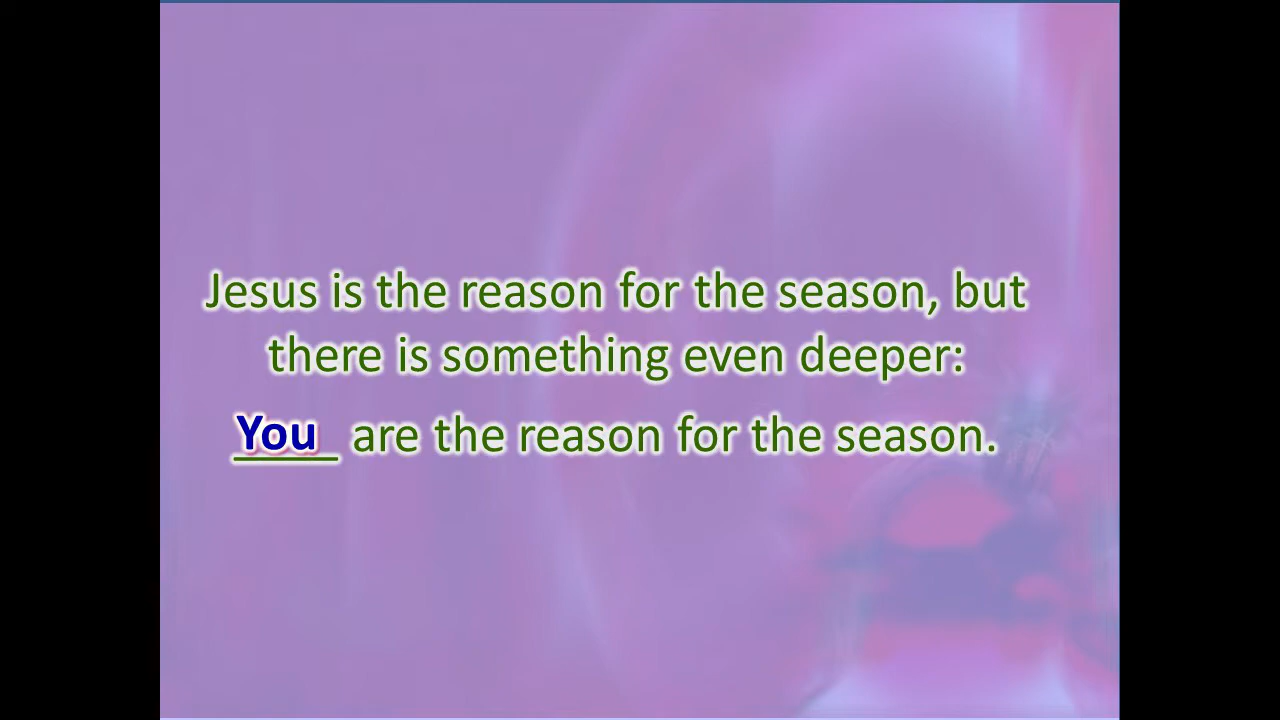 Jesus is the reason for the season, but
there is something even deeper:
You are the reason for the season.